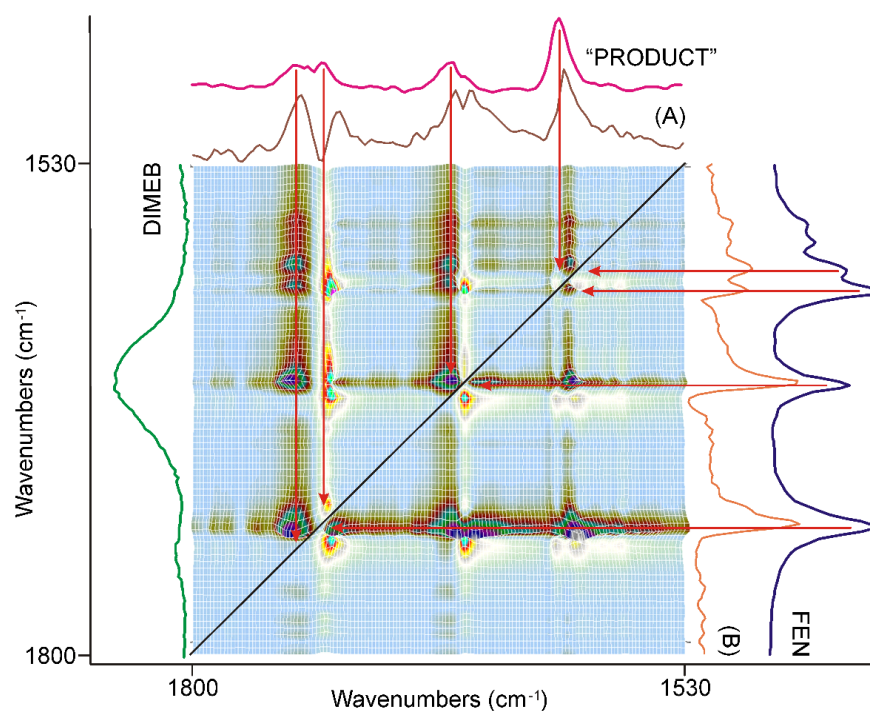 “PRODUCT”
(A)
1530
DIMEB
Wavenumbers (cm⁻¹)
FEN
(B)
1800
1800
1530
Wavenumbers (cm⁻¹)